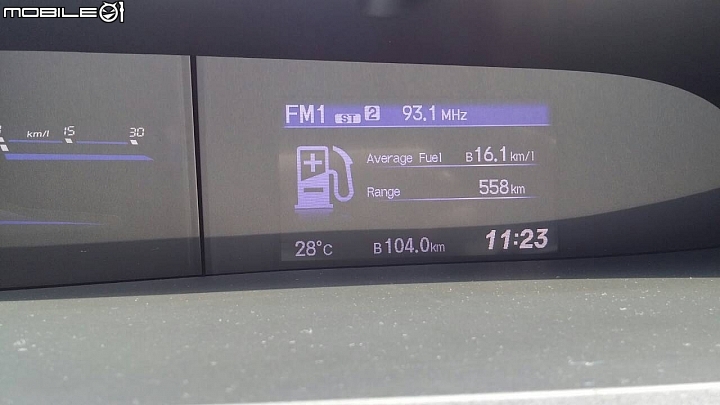 MOBILE01
FM1 ST 2 93.1 MHz
km/l 15 30
Average Fuel B 16.1 km/l
Range 558 km
28°C B 104.0 km 11:23